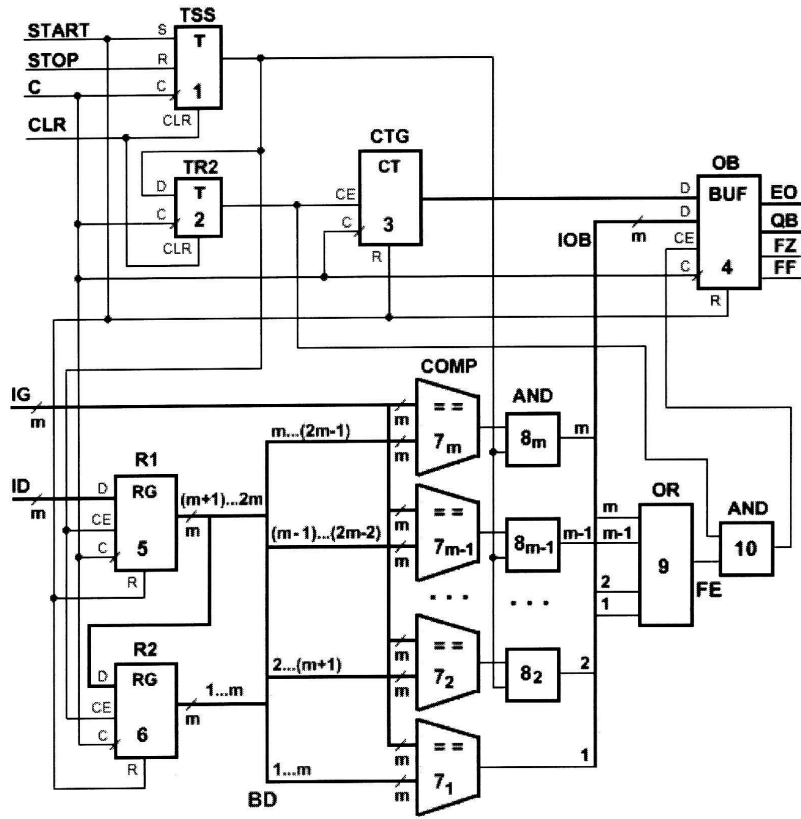 TSS
START
S
T
STOP
R
C
C
1
CLR
CLR
TR2
D
T
C
2
CLR
CTG
CT
CE
3
C
R
OB
D
BUF
EO
D
QB
IOB
m
CE
FZ
4
C
FF
R
COMP
IG
m
m
= =
AND
m...(2m-1)
7m
8m
m
m
R1
ID
m
D
RG
(m+1)...2m
m
CE
5
C
R
m
= =
(m-1)...(2m-2)
7m-1
8m-1
m-1
m
. . .
. . .
OR
m
m-1
9
2
1
FE
AND
10
R2
D
RG
1...m
m
CE
6
C
R
m
= =
2...(m+1)
72
82
2
m
m
= =
1...m
71
1
m
BD